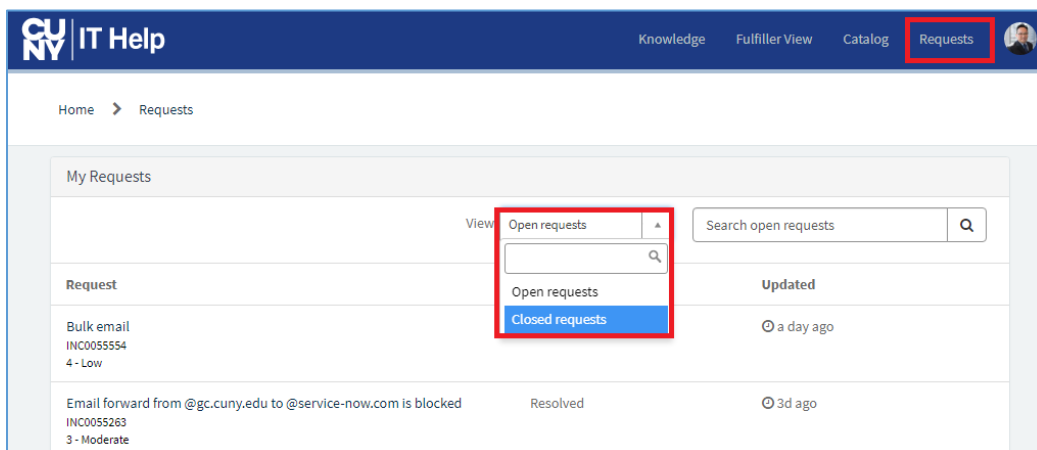 CUNY IT Help
Knowledge Fulfiller View Catalog Requests
Home > Requests
My Requests
View Open requests Search open requests
Open requests
Closed requests
Request Updated
Bulk email a day ago
INC0055554
4 - Low
Email forward from @gc.cuny.edu to @service-now.com is blocked Resolved 3d ago
INC0055263
3 - Moderate